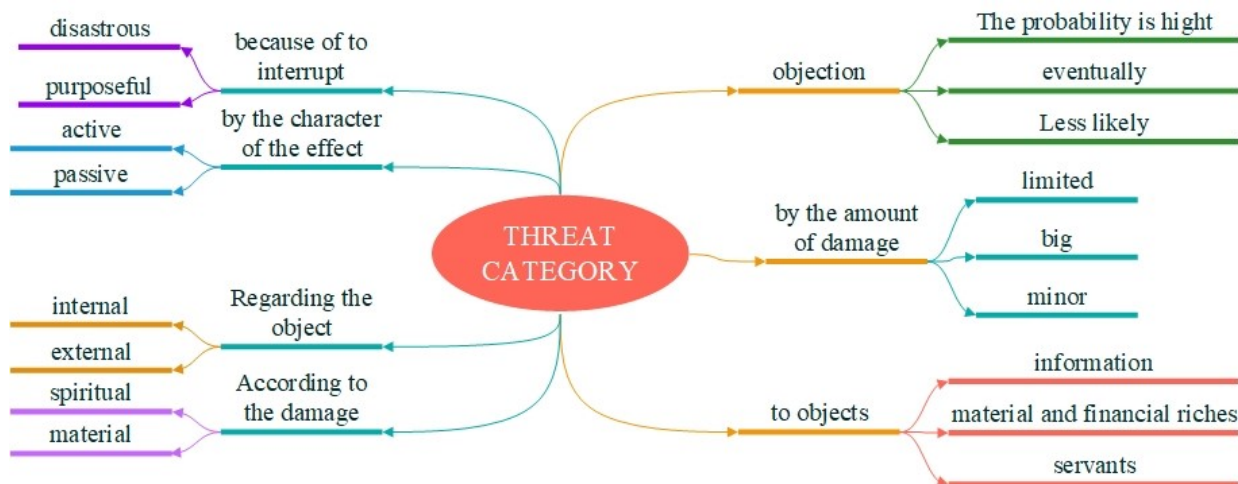 disastrous
purposeful
because of to
interrupt
active
passive
by the character
of the effect
THREAT
CATEGORY
internal
external
Regarding the
object
spiritual
material
According to
the damage
objection
The probability is hight
eventually
Less likely
by the amount
of damage
limited
big
minor
to objects
information
material and financial riches
servants